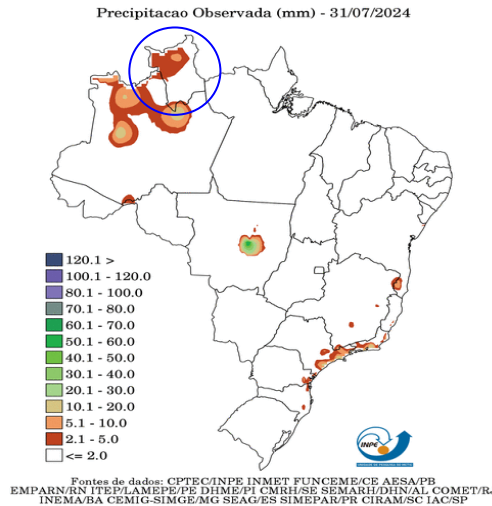 Precipitacao Observada (mm) - 31/07/2024
120.1 >
100.1 - 120.0
80.1 - 100.0
70.1 - 80.0
60.1 - 70.0
50.1 - 60.0
40.1 - 50.0
30.1 - 40.0
20.1 - 30.0
10.1 - 20.0
5.1 - 10.0
2.1 - 5.0
<= 2.0
INPE
Fontes de dados: CPTEC/INPE INMET FUNCEME/CE AESA/PB
EMPARN/RN ITEP/LAMEPE/PE DHME/PI CMRH/SE SEMARH/DHN/AL COMET/R
INEMA/BA CEMIG-SIMGE/MG SEAG/ES SIMEPAR/PR CIRAM/SC IAC/SP